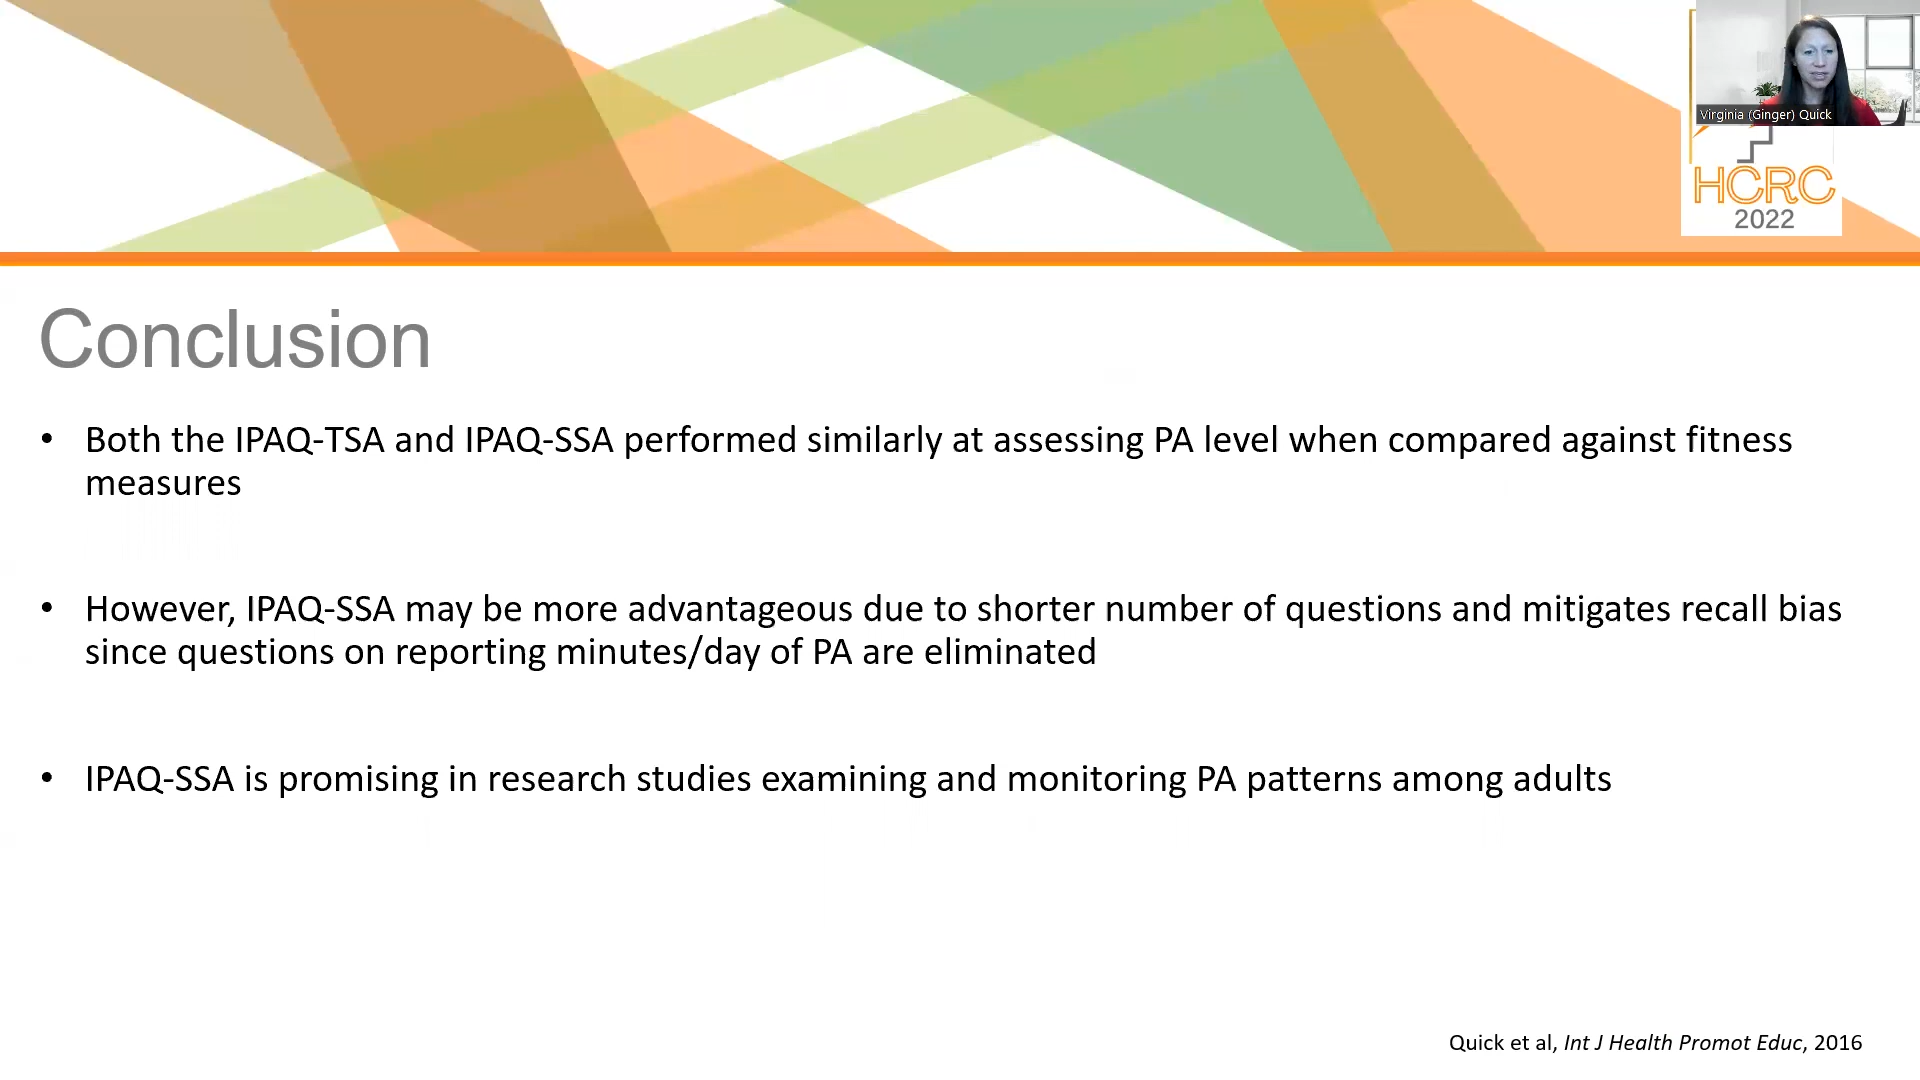 Virginia (Ginger) Quick
HCRC
2022
Conclusion
• Both the IPAQ-TSA and IPAQ-SSA performed similarly at assessing PA level when compared against fitness
measures
• However, IPAQ-SSA may be more advantageous due to shorter number of questions and mitigates recall bias
since questions on reporting minutes/day of PA are eliminated
• IPAQ-SSA is promising in research studies examining and monitoring PA patterns among adults
Quick et al, Int J Health Promot Educ, 2016